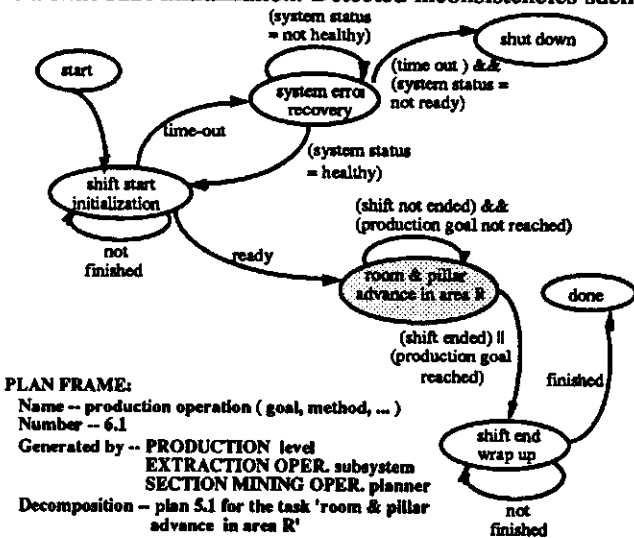 (system status
= not healthy)
shut down
start
(time out ) &&
(system status =
not ready)
system error
recovery
time-out
(system status
= healthy)
shift start
initialization
(shift not ended) &&
(production goal not reached)
not
finished
ready
room & pillar
advance in area R
done
(shift ended) ||
(production goal
reached)
finished
PLAN FRAME:
Name -- production operation ( goal, method, ... )
Number -- 6.1
Generated by -- PRODUCTION level
EXTRACTION OPER. subsystem
SECTION MINING OPER. planner
Decomposition -- plan 5.1 for the task 'room & pillar
advance in area R'
shift end
wrap up
not
finished